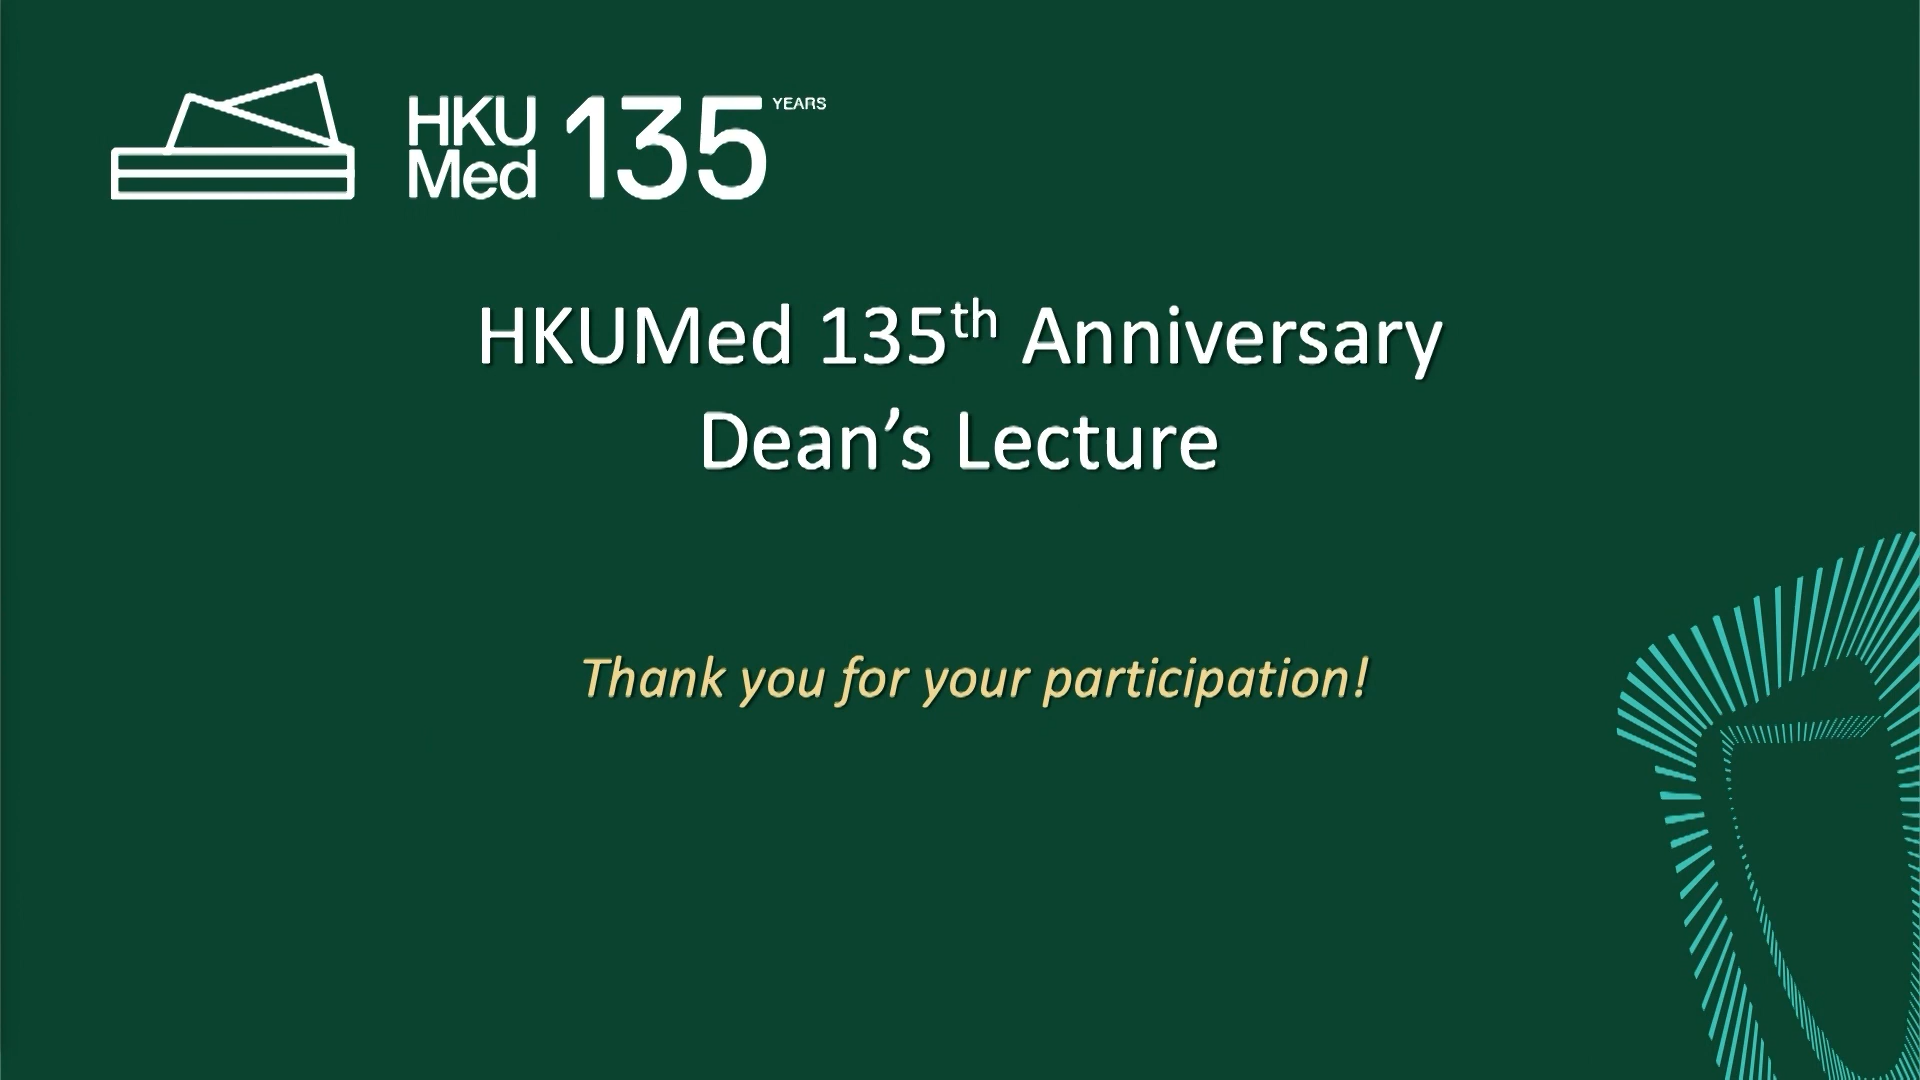 HKU
Med
135 YEARS
HKUMed 135th Anniversary
Dean’s Lecture
Thank you for your participation!